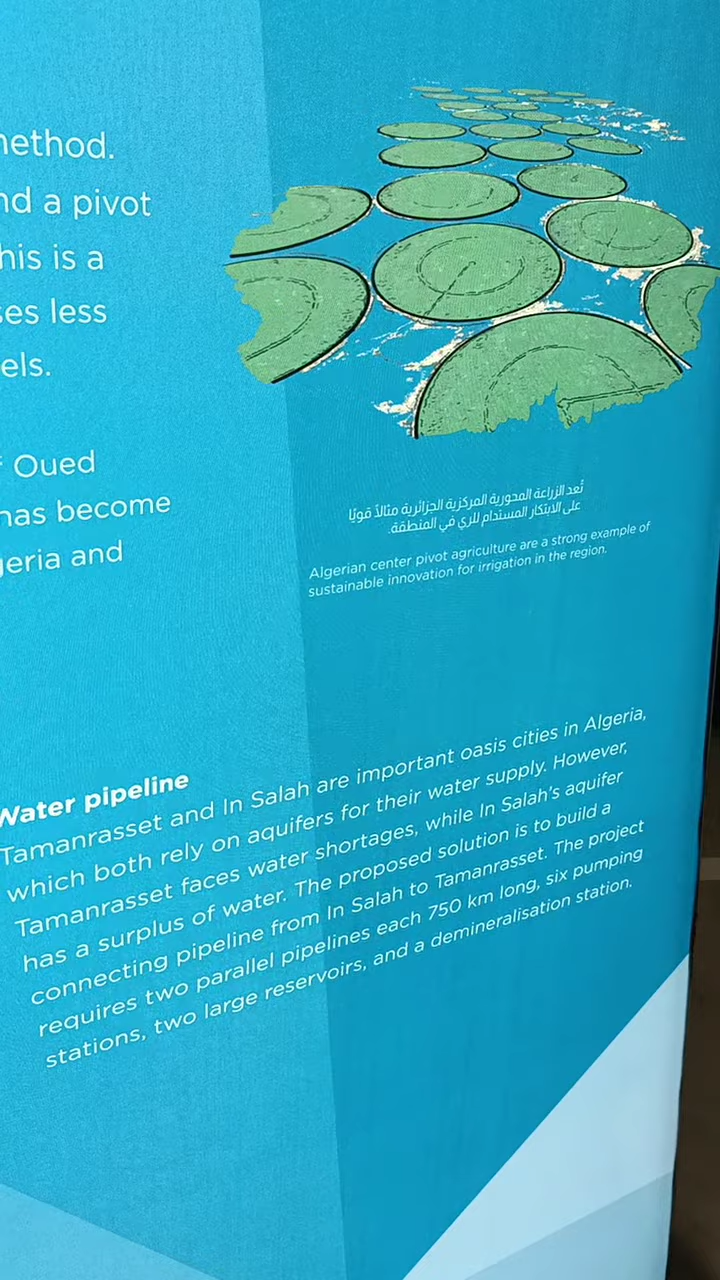 method.
nd a pivot
his is a
ses less
els.
Oued
has become
geria and
تُعد الزراعة المحورية المركزية الجزائرية مثالاً قويًا
على الابتكار المستدام للري في المنطقة.
Algerian center pivot agriculture are a strong example of
sustainable innovation for irrigation in the region.
Water pipeline
Tamanrasset and In Salah are important oasis cities in Algeria,
which both rely on aquifers for their water supply. However,
Tamanrasset faces water shortages, while In Salah's aquifer
has a surplus of water. The proposed solution is to build a
connecting pipeline from In Salah to Tamanrasset. The project
requires two parallel pipelines each 750 km long, six pumping
stations, two large reservoirs, and a demineralisation station.